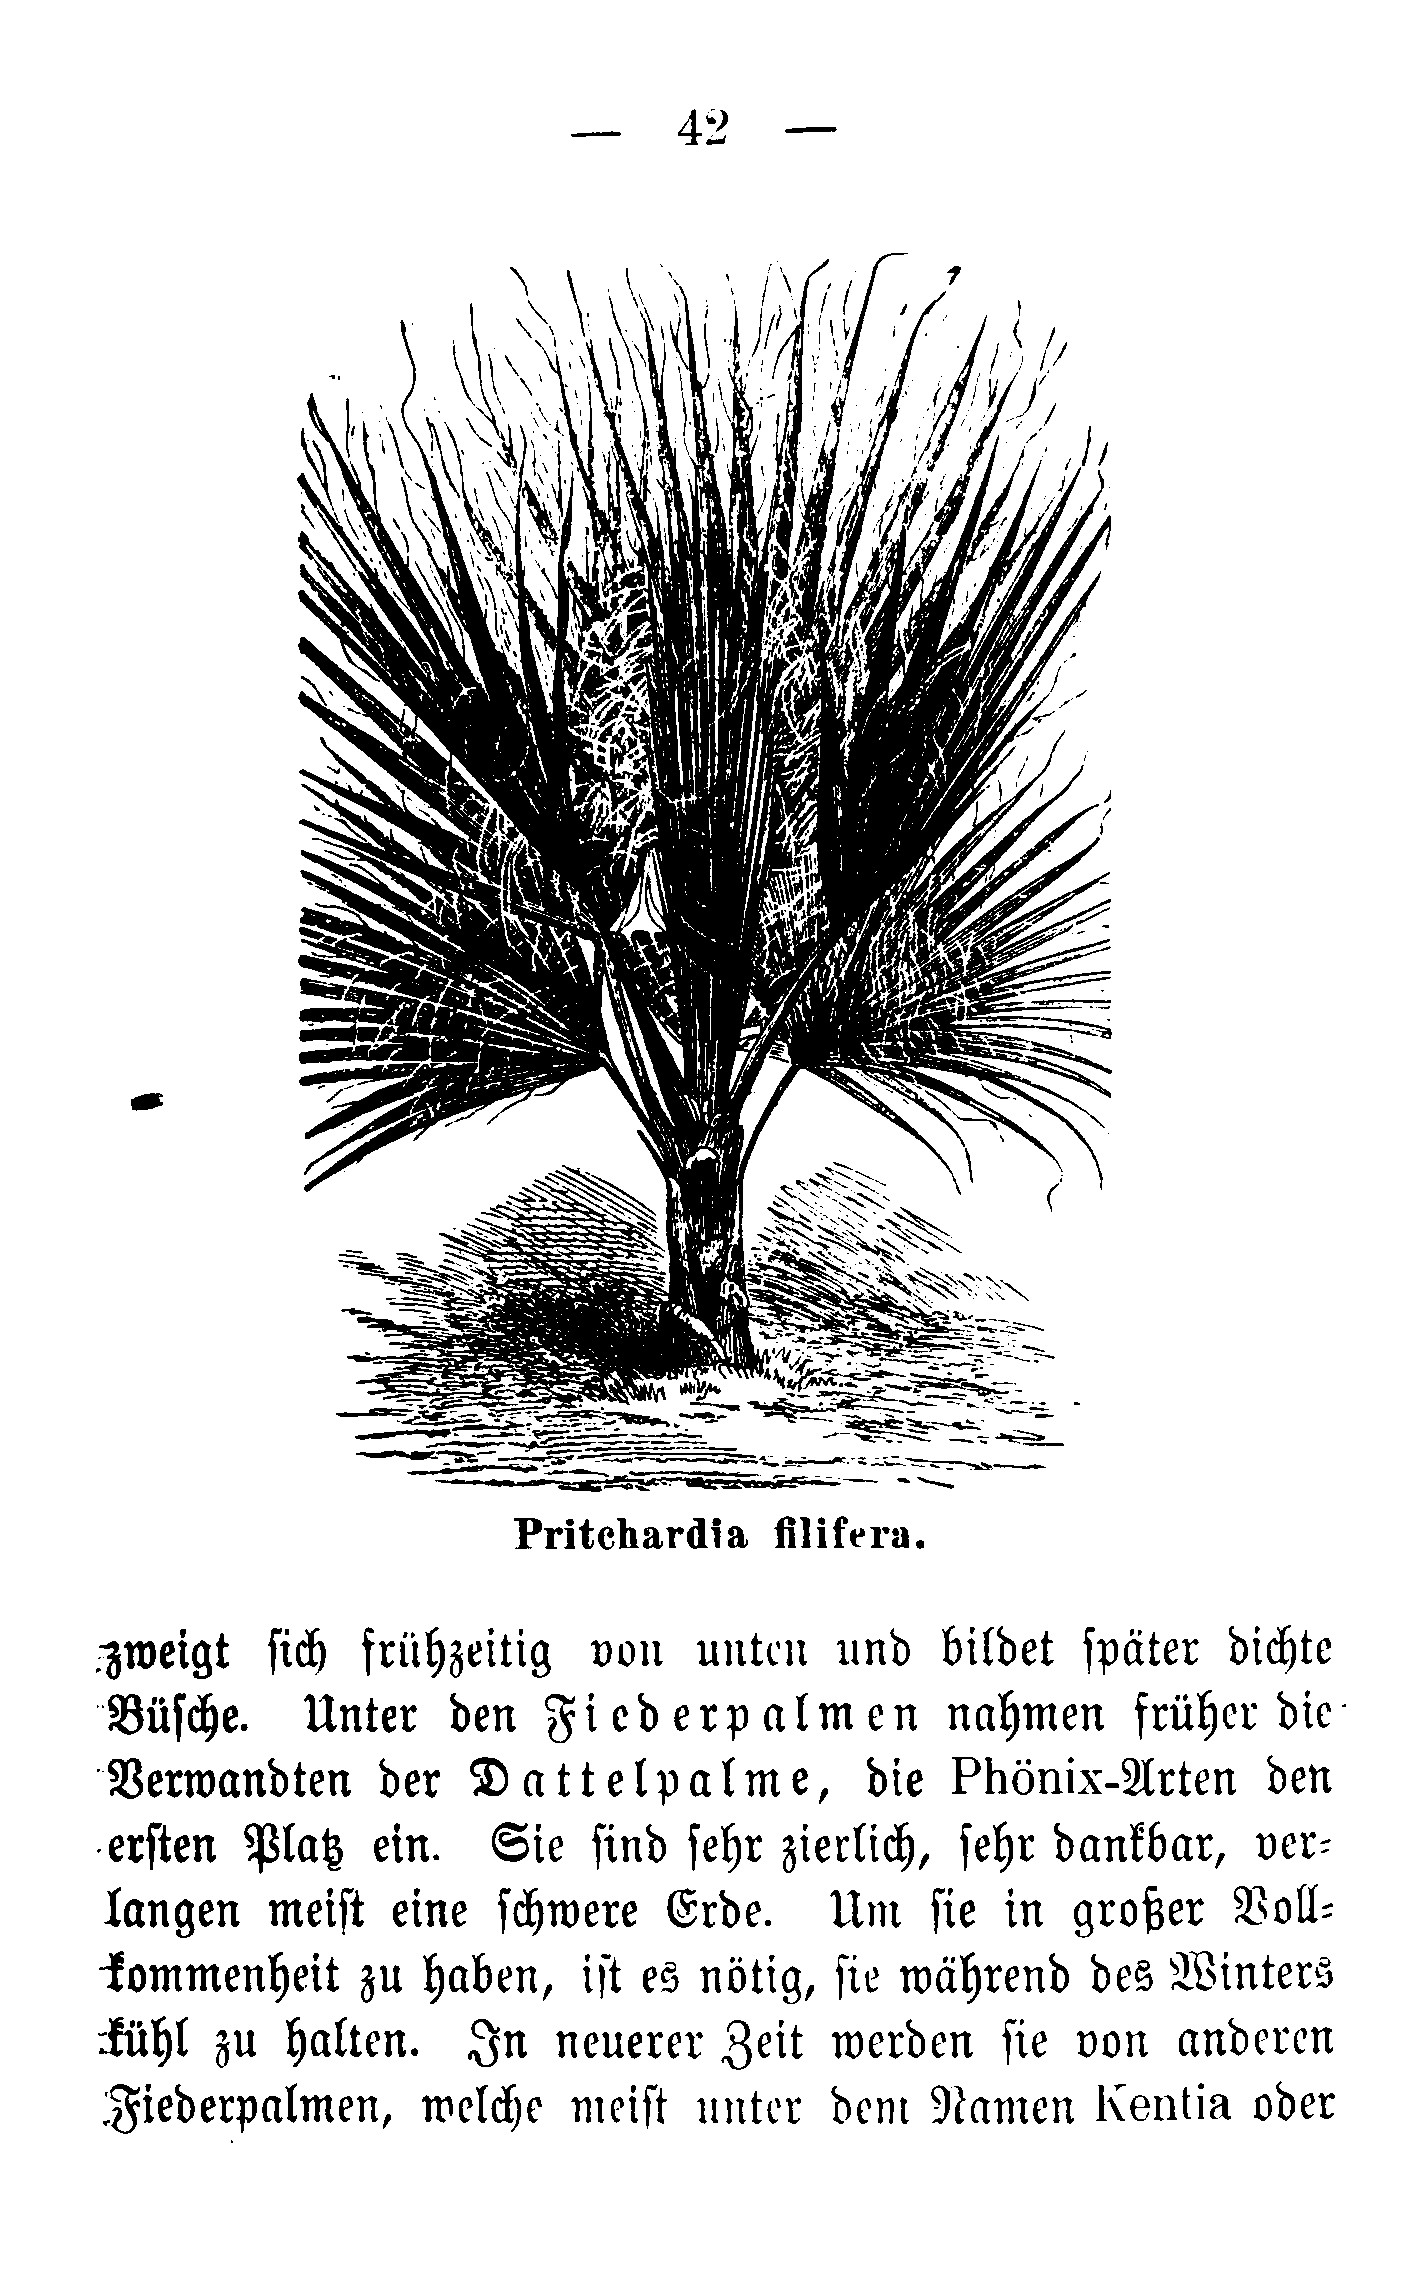 — 42 —
Pritchardia filifera.
zweigt sich frühzeitig von unten und bildet später dichte
Büsche. Unter den Fiederpalmen nahmen früher die
Verwandten der Dattelpalme, die Phönix-Arten den
ersten Platz ein. Sie sind sehr zierlich, sehr dankbar, ver-
langen meist eine schwere Erde. Um sie in großer Voll-
kommenheit zu haben, ist es nötig, sie während des Winters
kühl zu halten. In neuerer Zeit werden sie von anderen
Fiederpalmen, welche meist unter dem Namen Kentia oder